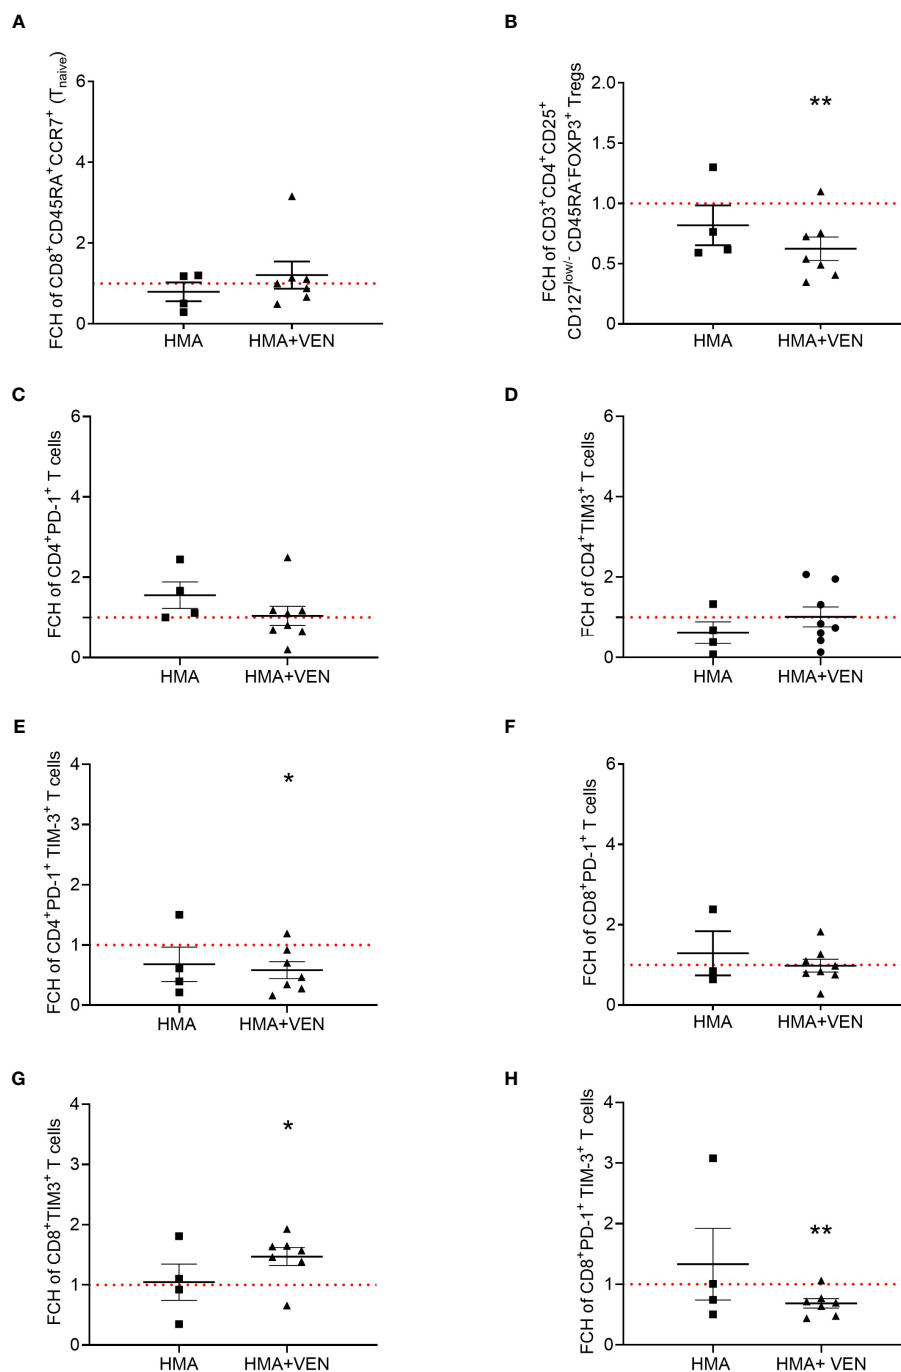 A
FCH of CD8⁺CD45RA⁺CCR7⁺ (T_naive)
6
4
2
0
HMA
HMA+VEN
B
FCH of CD3⁺CD4⁺CD25⁺
CD127^low/- CD45RA⁻FOXP3⁺ Tregs
2.0
1.5
1.0
0.5
0
**
HMA
HMA+VEN
C
FCH of CD4⁺PD-1⁺ T cells
6
4
2
0
HMA
HMA+VEN
D
FCH of CD4⁺TIM3⁺ T cells
6
4
2
0
HMA
HMA+VEN
E
FCH of CD4⁺PD-1⁺ TIM-3⁺ T cells
4
3
2
1
0
*
HMA
HMA+VEN
F
FCH of CD8⁺PD-1⁺ T cells
6
4
2
0
HMA
HMA+VEN
G
FCH of CD8⁺TIM3⁺ T cells
4
3
2
1
0
*
HMA
HMA+VEN
H
FCH of CD8⁺PD-1⁺ TIM-3⁺ T cells
4
3
2
1
0
**
HMA
HMA+ VEN